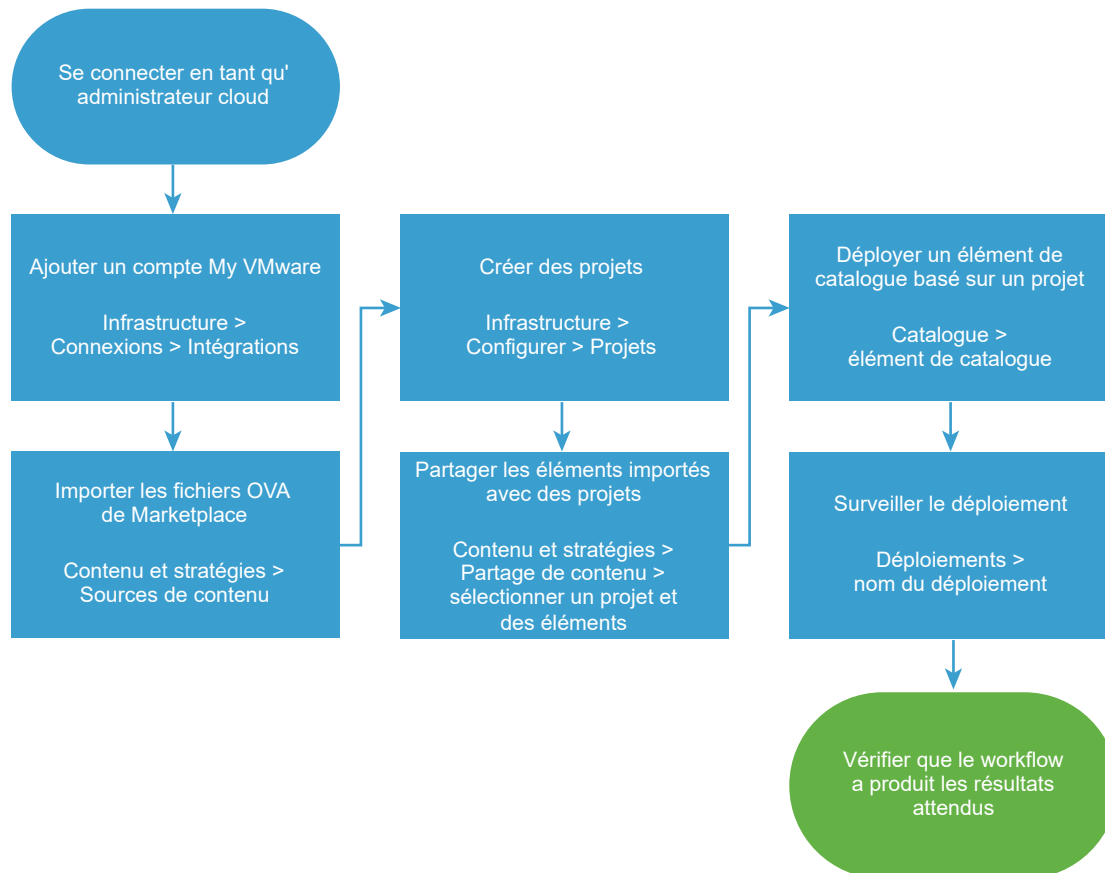 Se connecter en tant qu'
administrateur cloud
Ajouter un compte My VMware
Infrastructure >
Connexions > Intégrations
Importer les fichiers OVA
de Marketplace
Contenu et stratégies >
Sources de contenu
Créer des projets
Infrastructure >
Configurer > Projets
Partager les éléments importés
avec des projets
Contenu et stratégies >
Partage de contenu >
sélectionner un projet et
des éléments
Déployer un élément de
catalogue basé sur un projet
Catalogue >
élément de catalogue
Surveiller le déploiement
Déploiements >
nom du déploiement
Vérifier que le workflow
a produit les résultats
attendus